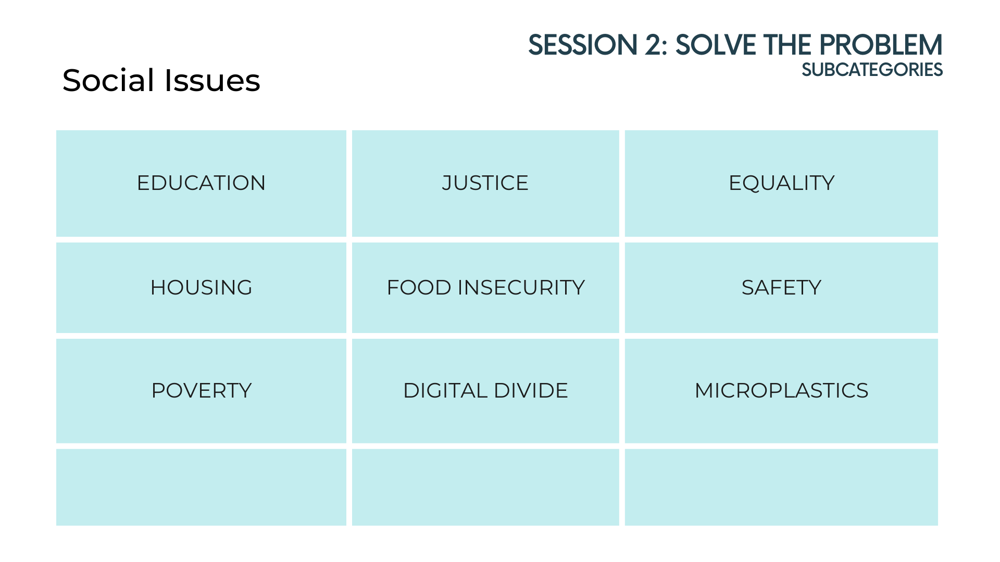 SESSION 2: SOLVE THE PROBLEM
SUBCATEGORIES
Social Issues
EDUCATION
JUSTICE
EQUALITY
HOUSING
FOOD INSECURITY
SAFETY
POVERTY
DIGITAL DIVIDE
MICROPLASTICS